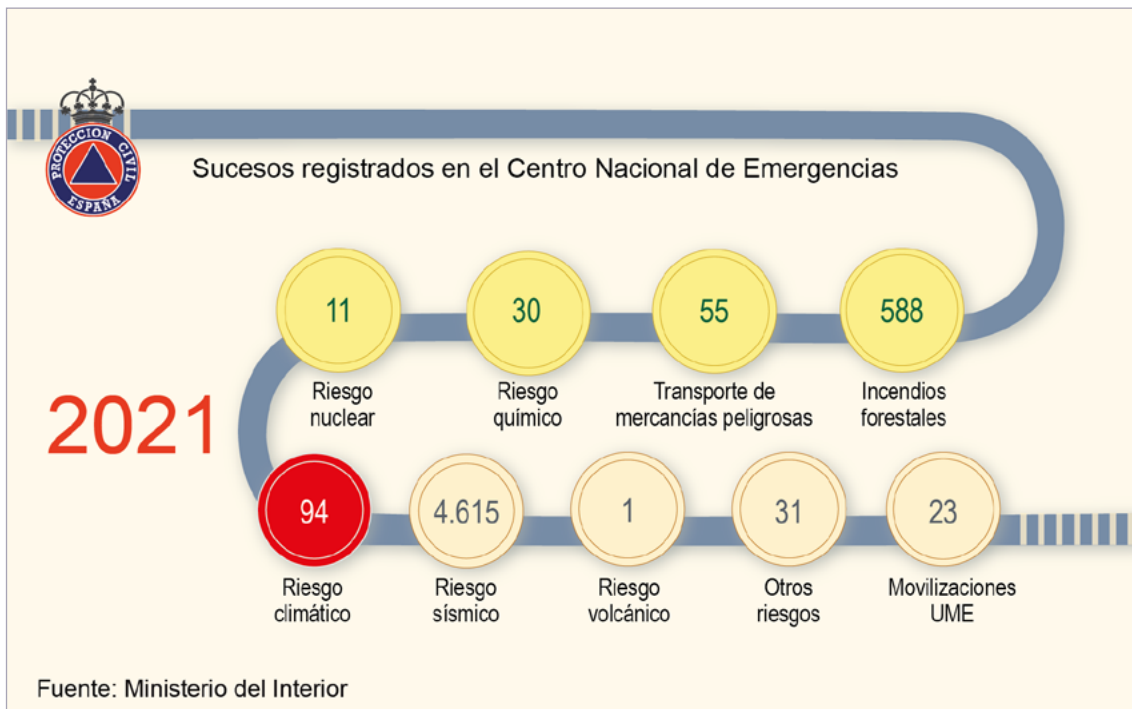 PROTECCION CIVIL
ESPAÑA
Sucesos registrados en el Centro Nacional de Emergencias
11
30
55
588
Riesgo
nuclear
Riesgo
químico
Transporte de
mercancías peligrosas
Incendios
forestales
2021
94
4.615
1
31
23
Riesgo
climático
Riesgo
sísmico
Riesgo
volcánico
Otros
riesgos
Movilizaciones
UME
Fuente: Ministerio del Interior